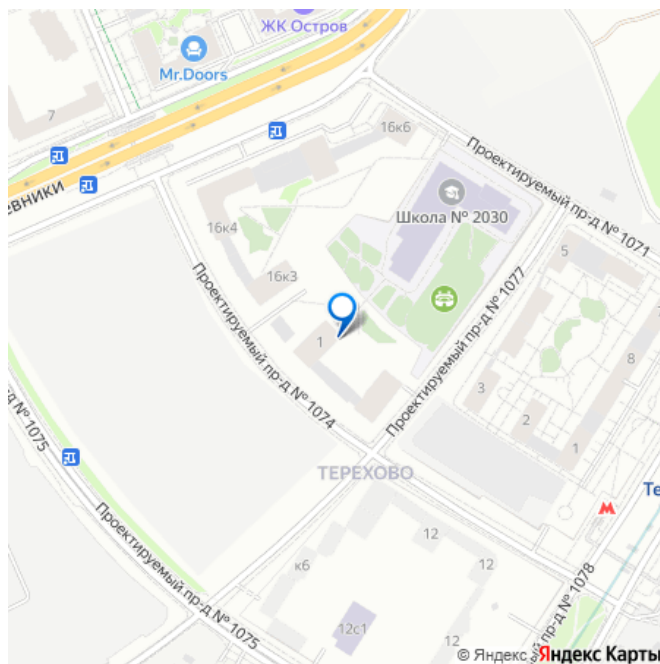 ЖК Остров
Mr.Doors
7
16к6
евники
Проектируемый пр-д № 1071
Школа № 2030
16к4
16к3
5
Проектируемый пр-д № 1077
Проектируемый пр-д № 1074
1
8
3
2
1
д № 1075
ТЕРЕХОВО
Те
Проектируемый пр-д № 1075
12
12
к6
12с1
12
пр-д № 1078
© Яндекс Яндекс Карты